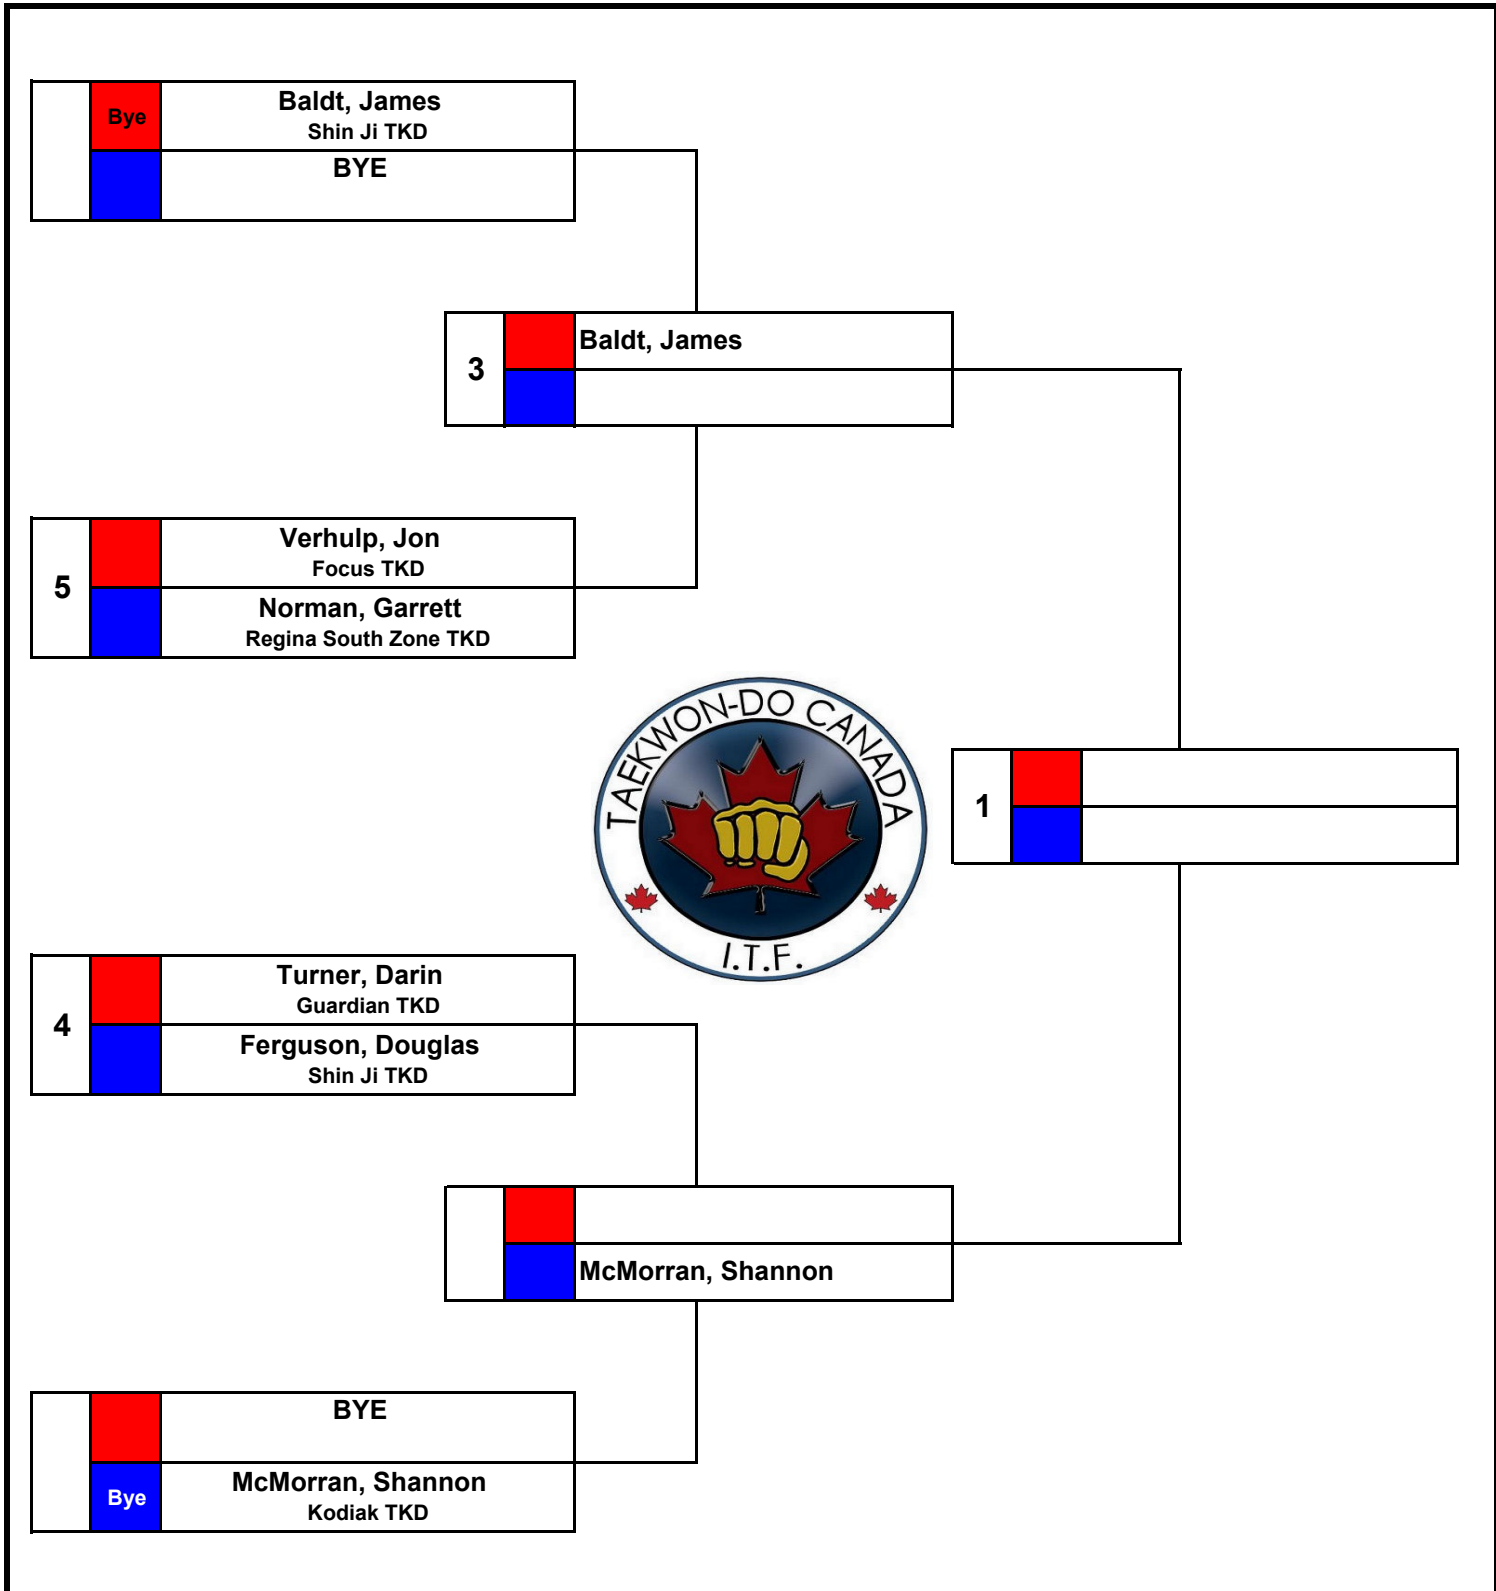 Bye
Baldt, James
Shin Ji TKD
BYE
3
Baldt, James
5
Verhulp, Jon
Focus TKD
Norman, Garrett
Regina South Zone TKD
TAEKWON-DO CANADA
I.T.F.
1
4
Turner, Darin
Guardian TKD
Ferguson, Douglas
Shin Ji TKD
McMorran, Shannon
BYE
Bye
McMorran, Shannon
Kodiak TKD